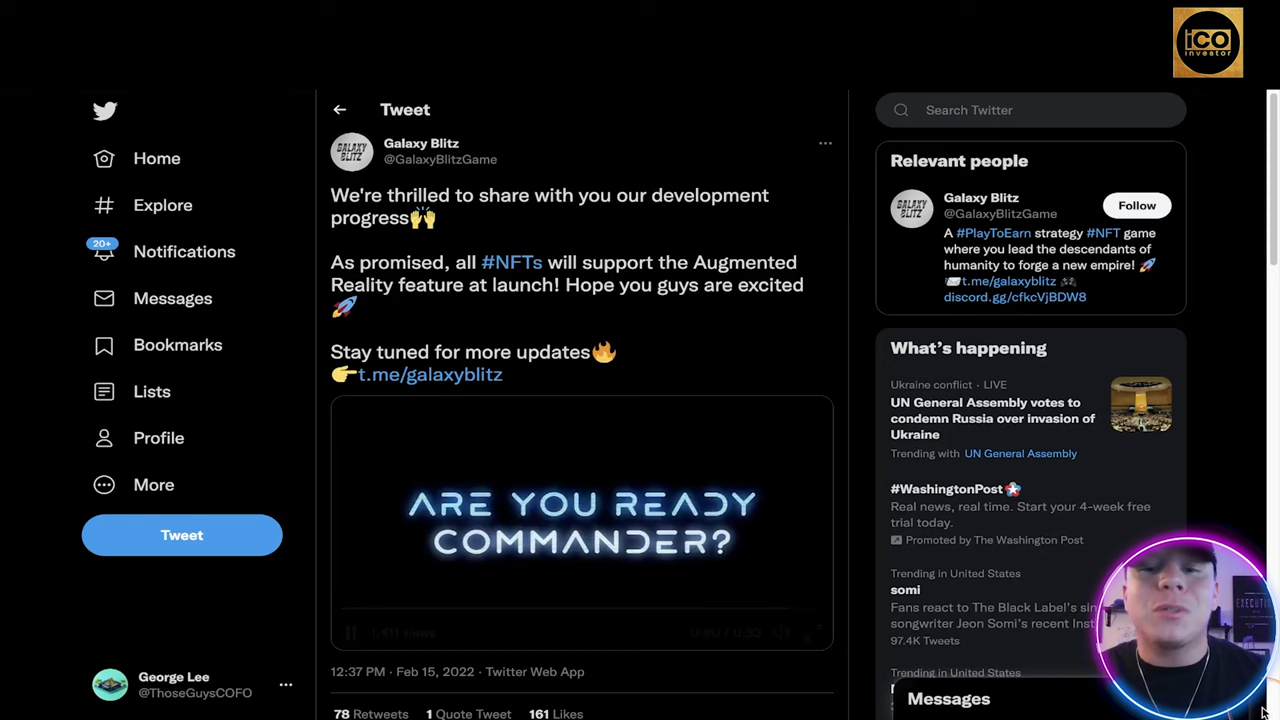 ICO
investor
Tweet
Search Twitter
Home
Explore
20+
Notifications
Messages
Bookmarks
Lists
Profile
More
Tweet
George Lee
@ThoseGuysCOFO
GALAXY
BLITZ
Galaxy Blitz
@GalaxyBlitzGame
We're thrilled to share with you our development
progress🙌
As promised, all #NFTs will support the Augmented
Reality feature at launch! Hope you guys are excited
🚀
Stay tuned for more updates🔥
👉t.me/galaxyblitz
ARE YOU READY
COMMANDER?
12:37 PM · Feb 15, 2022 · Twitter Web App
78 Retweets 1 Quote Tweet 161 Likes
Relevant people
GALAXY
BLITZ
Galaxy Blitz
@GalaxyBlitzGame
Follow
A #PlayToEarn strategy #NFT game
where you lead the descendants of
humanity to forge a new empire! 🚀
📨t.me/galaxyblitz 🎮
discord.gg/cfkcVjBDW8
What's happening
Ukraine conflict · LIVE
UN General Assembly votes to
condemn Russia over invasion of
Ukraine
Trending with UN General Assembly
#WashingtonPost
Real news, real time. Start your 4-week free
trial today.
Promoted by The Washington Post
Trending in United States
somi
Fans react to The Black Label's
songwriter Jeon Somi's recent
97.4K Tweets
Trending in United States
Messages